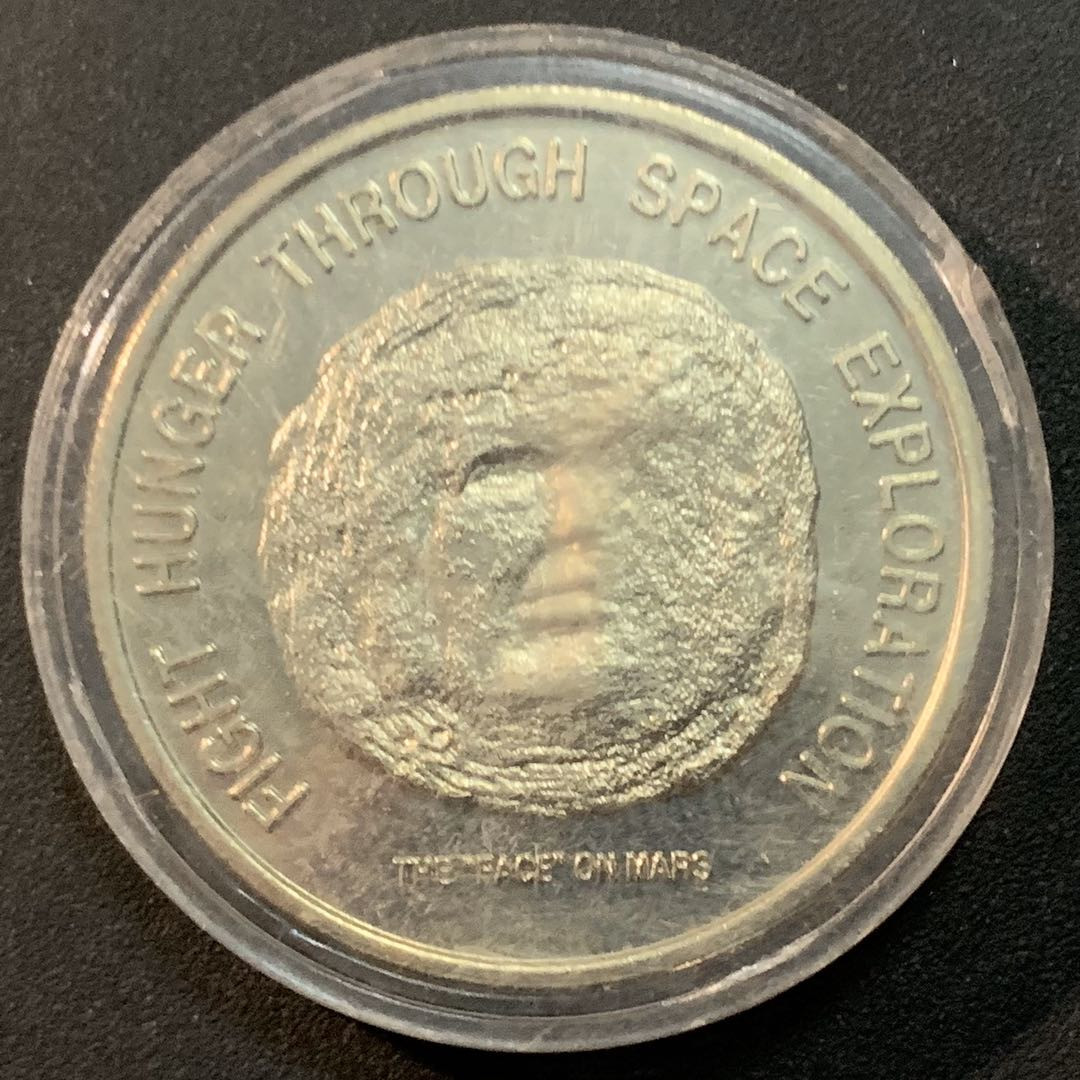 FIGHT HUNGER THROUGH SPACE EXPLORATION
THE "FACE" ON MARS